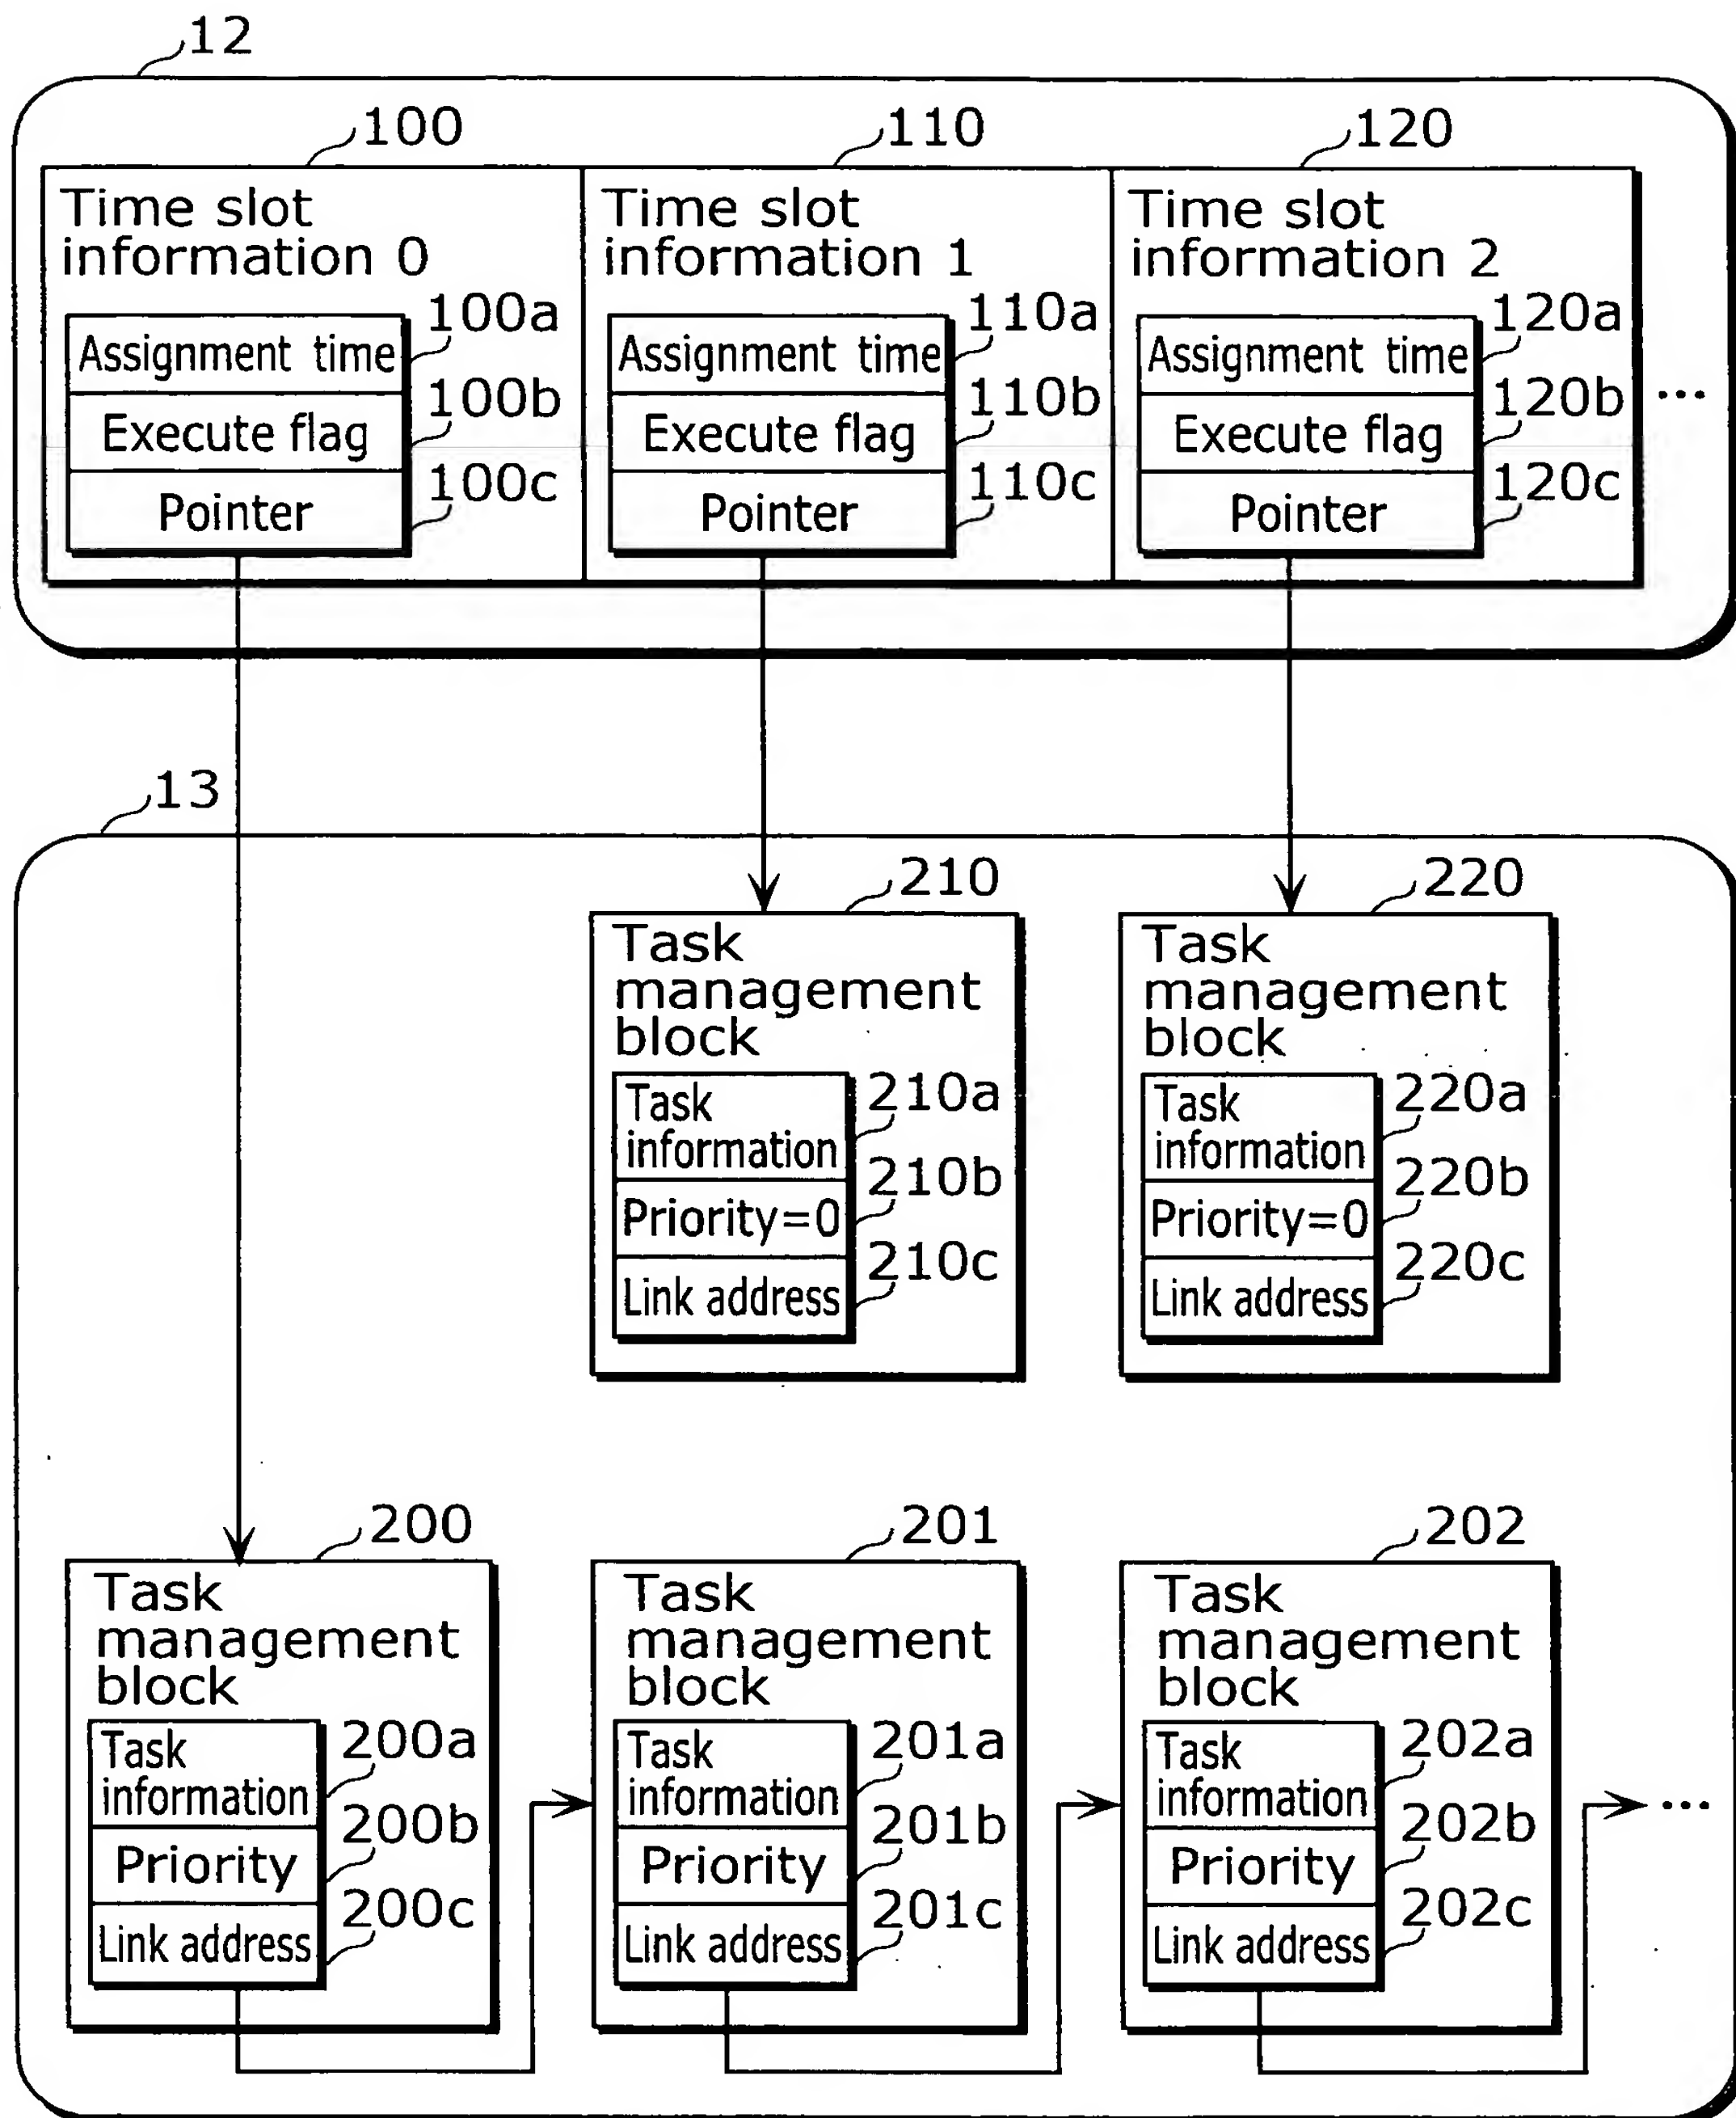 12
100
110
120
Time slot
information 0
Time slot
information 1
Time slot
information 2
Assignment time
100a
Execute flag
100b
Pointer
100c
Assignment time
110a
Execute flag
110b
Pointer
110c
Assignment time
120a
Execute flag
120b
Pointer
120c
...
13
210
Task
management
block
Task
information
210a
Priority=0
210b
Link address
210c
220
Task
management
block
Task
information
220a
Priority=0
220b
Link address
220c
200
Task
management
block
Task
information
200a
Priority
200b
Link address
200c
201
Task
management
block
Task
information
201a
Priority
201b
Link address
201c
202
Task
management
block
Task
information
202a
Priority
202b
Link address
202c
...